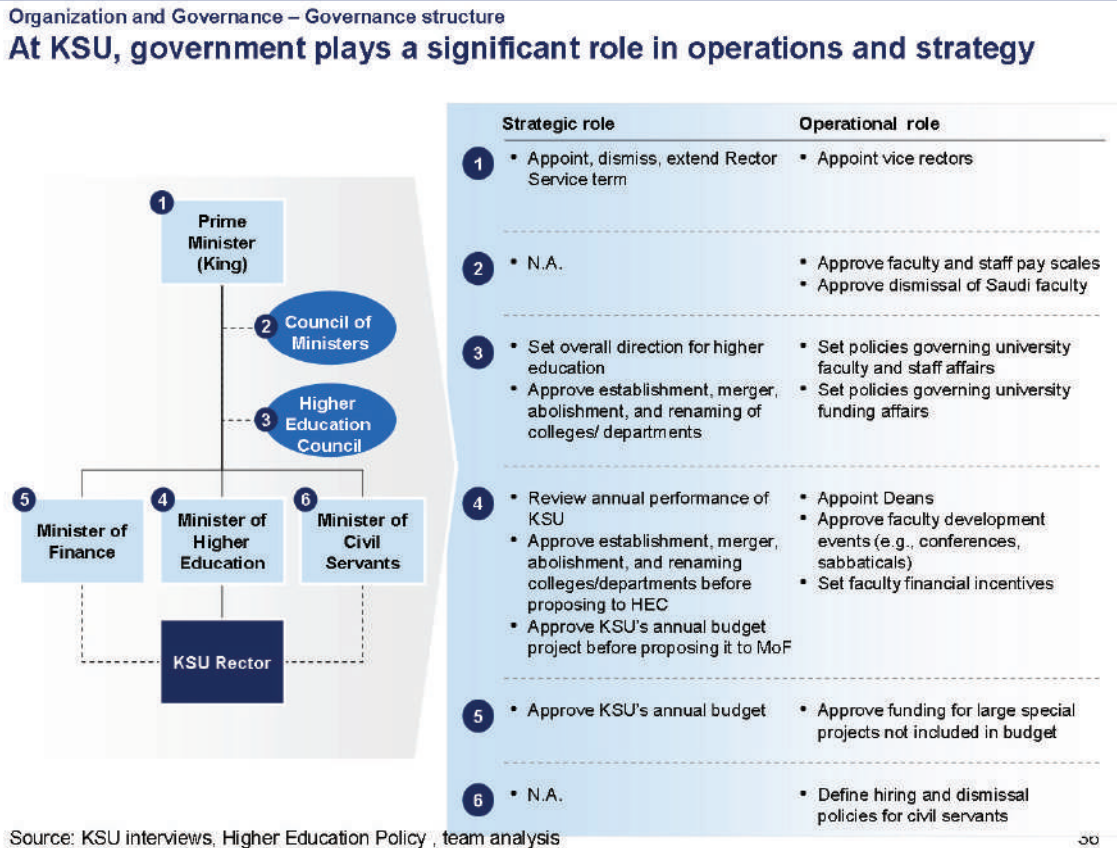 Organization and Governance – Governance structure
At KSU, government plays a significant role in operations and strategy
1
Prime
Minister
(King)
2
Council of
Ministers
3
Higher
Education
Council
5
Minister of
Finance
4
Minister of
Higher
Education
6
Minister of
Civil
Servants
KSU Rector
Strategic role
Operational role
1
• Appoint, dismiss, extend Rector
Service term
• Appoint vice rectors
2
• N.A.
• Approve faculty and staff pay scales
• Approve dismissal of Saudi faculty
3
• Set overall direction for higher
education
• Approve establishment, merger,
abolishment, and renaming of
colleges/ departments
• Set policies governing university
faculty and staff affairs
• Set policies governing university
funding affairs
4
• Review annual performance of
KSU
• Approve establishment, merger,
abolishment, and renaming
colleges/departments before
proposing to HEC
• Approve KSU's annual budget
project before proposing it to MoF
• Appoint Deans
• Approve faculty development
events (e.g., conferences,
sabbaticals)
• Set faculty financial incentives
5
• Approve KSU's annual budget
• Approve funding for large special
projects not included in budget
6
• N.A.
• Define hiring and dismissal
policies for civil servants
Source: KSU interviews, Higher Education Policy , team analysis